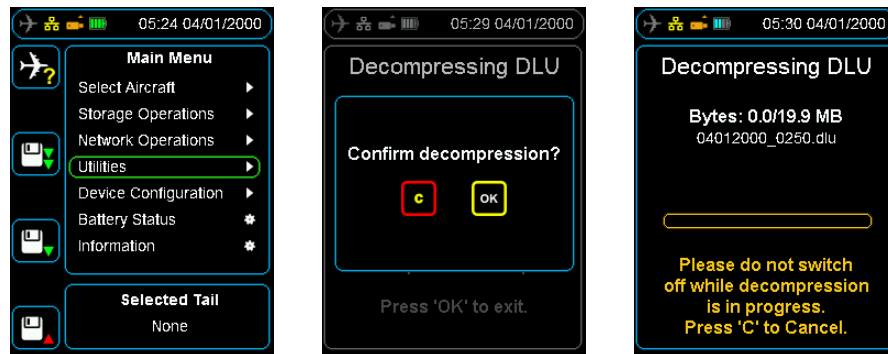 05:24 04/01/2000
?
Main Menu
Select Aircraft
Storage Operations
Network Operations
Utilities
Device Configuration
Battery Status
Information
Selected Tail
None
05:29 04/01/2000
Decompressing DLU
Confirm decompression?
C
OK
Press 'OK' to exit.
05:30 04/01/2000
Decompressing DLU
Bytes: 0.0/19.9 MB
04012000_0250.dlu
Please do not switch
off while decompression
is in progress.
Press 'C' to Cancel.